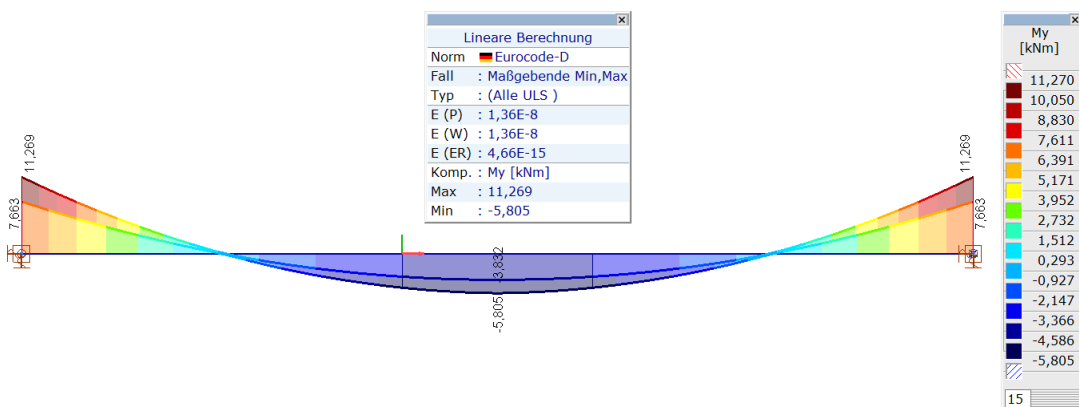 Lineare Berechnung
Norm Eurocode-D
Fall : Maßgebende Min,Max
Typ : (Alle ULS )
E (P) : 1,36E-8
E (W) : 1,36E-8
E (ER) : 4,66E-15
Komp. : My [kNm]
Max : 11,269
Min : -5,805
11,269
7,663
-3,832
-5,805
11,269
7,663
My
[kNm]
11,270
10,050
8,830
7,611
6,391
5,171
3,952
2,732
1,512
0,293
-0,927
-2,147
-3,366
-4,586
-5,805
15